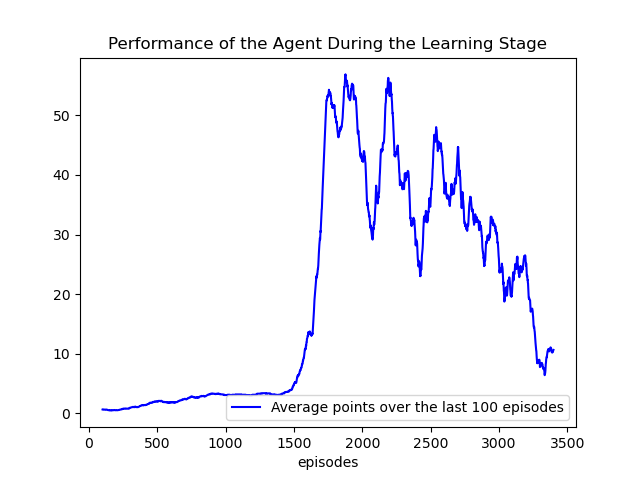 Performance of the Agent During the Learning Stage
50
40
30
20
10
0
Average points over the last 100 episodes
0 500 1000 1500 2000 2500 3000 3500
episodes